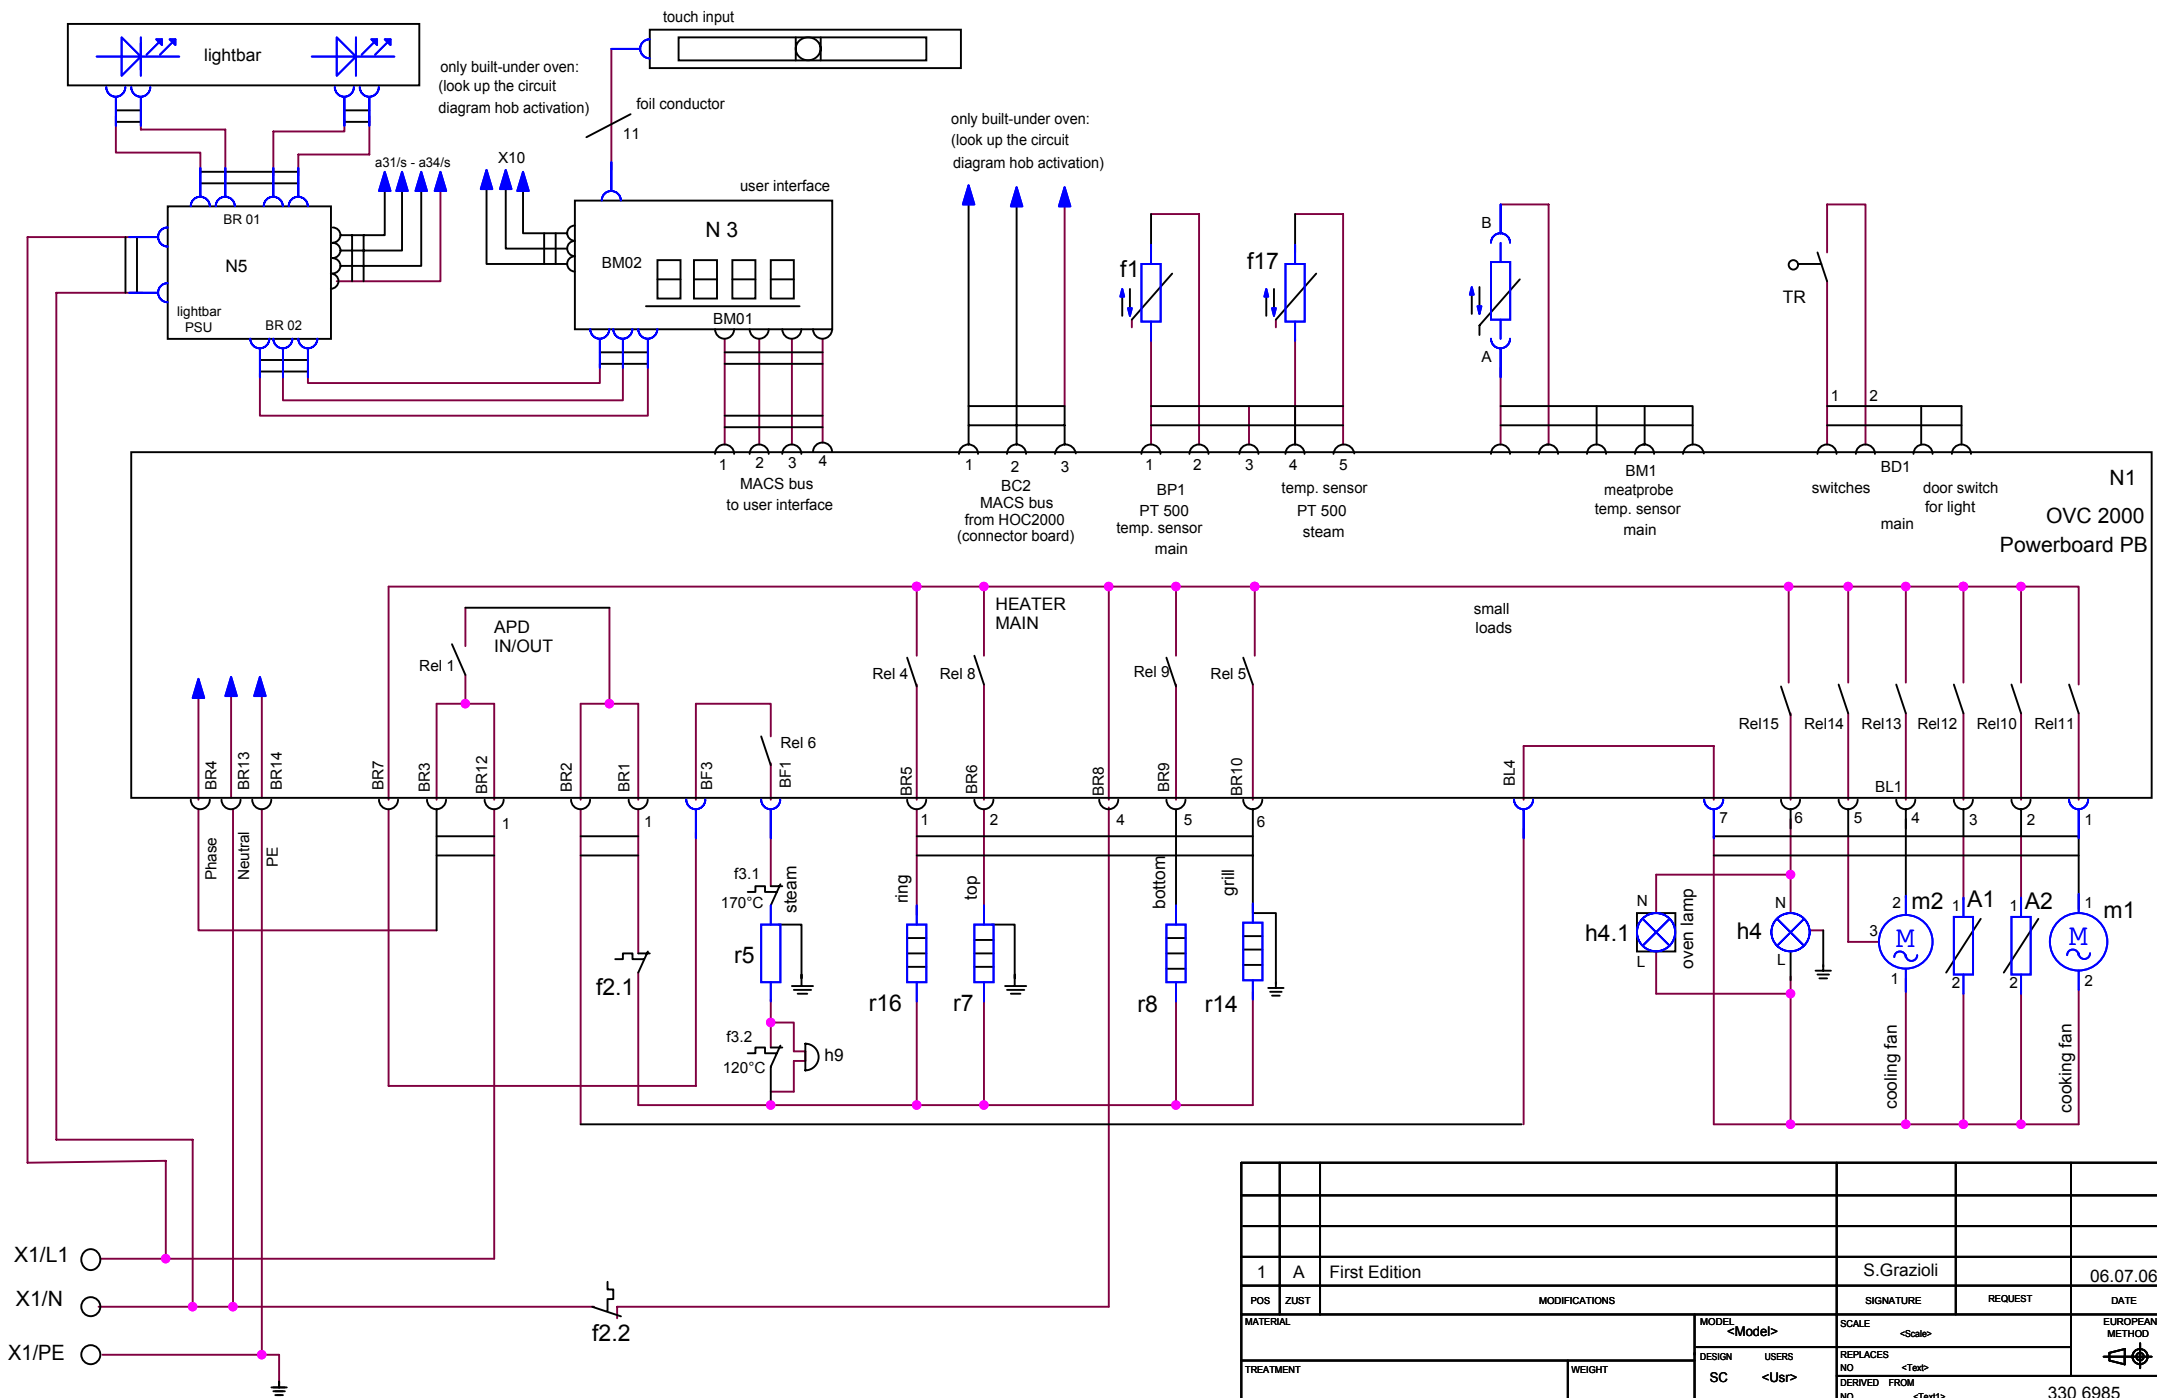 touch input
lightbar
only built-under oven:
(look up the circuit
diagram hob activation)
foil conductor
11
only built-under oven:
(look up the circuit
diagram hob activation)
a31/s - a34/s
X10
user interface
BR 01
N5
lightbar
PSU
BR 02
N 3
BM02
BM01
f1
f17
B
A
TR
1 2
1 2 3 4
MACS bus
to user interface
1 2 3
BC2
MACS bus
from HOC2000
(connector board)
1 2 3 4 5
BP1
PT 500
temp. sensor
main
temp. sensor
PT 500
steam
BM1
meatprobe
temp. sensor
main
BD1
switches
door switch
for light
main
N1
OVC 2000
Powerboard PB
HEATER
MAIN
small
loads
APD
IN/OUT
Rel 1
Rel 4
Rel 8
Rel 9
Rel 5
Rel 6
Rel15
Rel14
Rel13
Rel12
Rel10
Rel11
BR4
BR13
BR14
BR7
BR3
BR12
BR2
BR1
BF3
BF1
BR5
BR6
BR8
BR9
BR10
BL4
BL1
1
1
1 2 4 5 6
7 6 5 4 3 2 1
Phase
Neutral
PE
f3.1
170°C
steam
r5
f2.1
f3.2
120°C
h9
ring
r16
top
r7
bottom
r8
grill
r14
N
h4.1
L
oven lamp
N
h4
L
2
m2
3
M
1
cooling fan
1
A1
2
1
A2
2
1
m1
M
2
cooking fan
X1/L1
X1/N
f2.2
X1/PE
1 A First Edition S.Grazioli 06.07.06
POS ZUST MODIFICATIONS SIGNATURE REQUEST DATE
MATERIAL
MODEL
<Model>
SCALE
<Scale>
EUROPEAN
METHOD
TREATMENT
WEIGHT
DESIGN USERS
SC <Usr>
REPLACES
NO <Text>
DERIVED FROM
NO <Text1>
330 6985